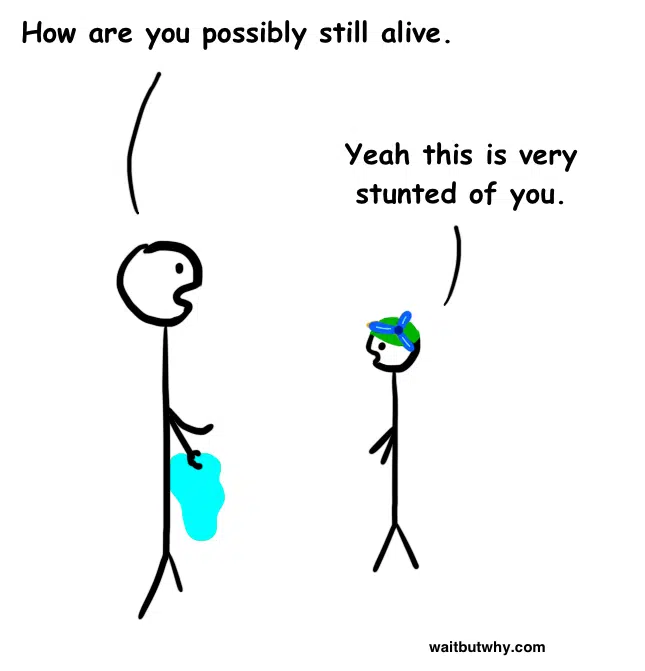 How are you possibly still alive.
Yeah this is very
stunted of you.
waitbutwhy.com